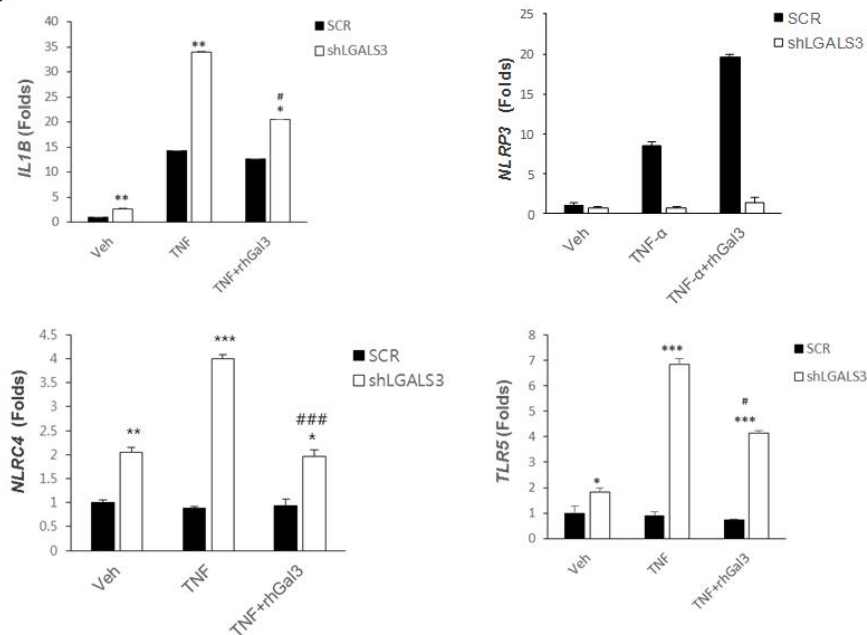 IL1B (Folds)
40
35
30
25
20
15
10
5
0
**
**
#
*
Veh
TNF
TNF+rhGal3
SCR
shLGALS3
NLRP3 (Folds)
25
20
15
10
5
0
Veh
TNF-α
TNF-α+rhGal3
SCR
shLGALS3
NLRC4 (Folds)
4.5
4
3.5
3
2.5
2
1.5
1
0.5
0
**
***
###
*
Veh
TNF
TNF+rhGal3
SCR
shLGALS3
TLR5 (Folds)
8
7
6
5
4
3
2
1
0
*
***
#
***
Veh
TNF
TNF+rhGal3
SCR
shLGALS3